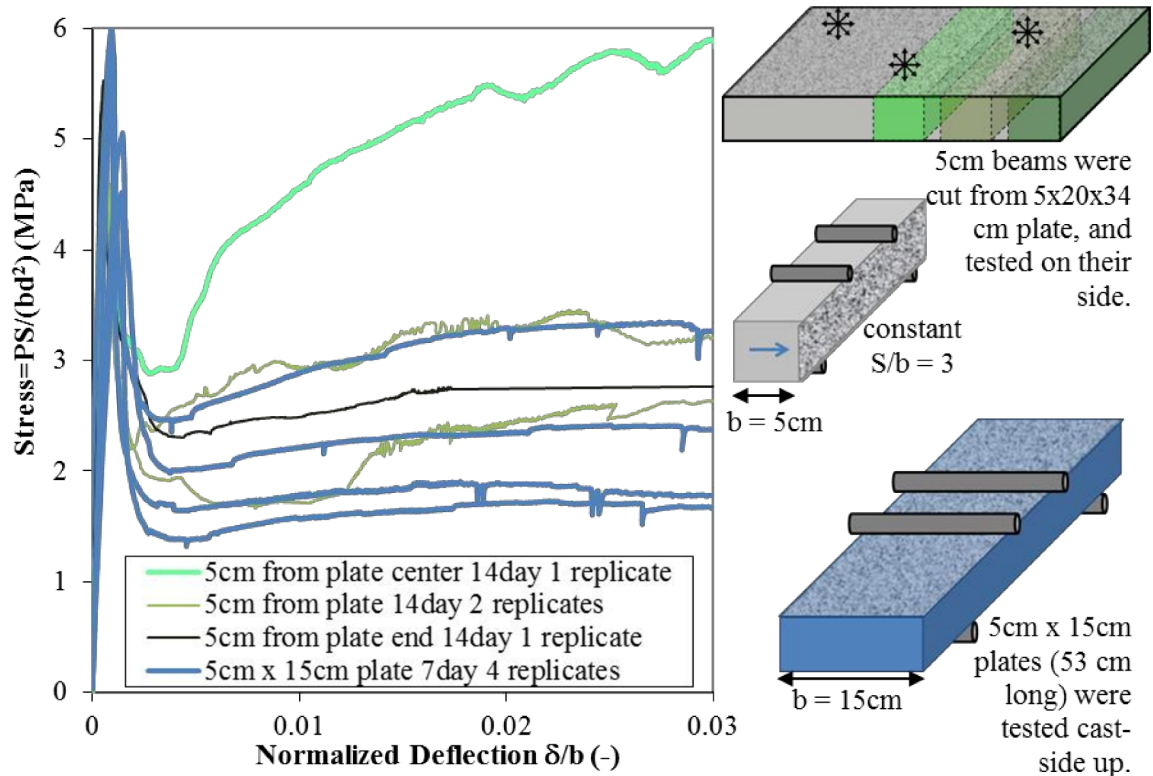 Stress=PS/(bd²) (MPa)
6
5
4
3
2
1
0
0
0.01
0.02
0.03
Normalized Deflection δ/b (-)
5cm from plate center 14day 1 replicate
5cm from plate 14day 2 replicates
5cm from plate end 14day 1 replicate
5cm x 15cm plate 7day 4 replicates
5cm beams were
cut from 5x20x34
cm plate, and
tested on their
side.
constant
S/b = 3
b = 5cm
b = 15cm
5cm x 15cm
plates (53 cm
long) were
tested cast-
side up.